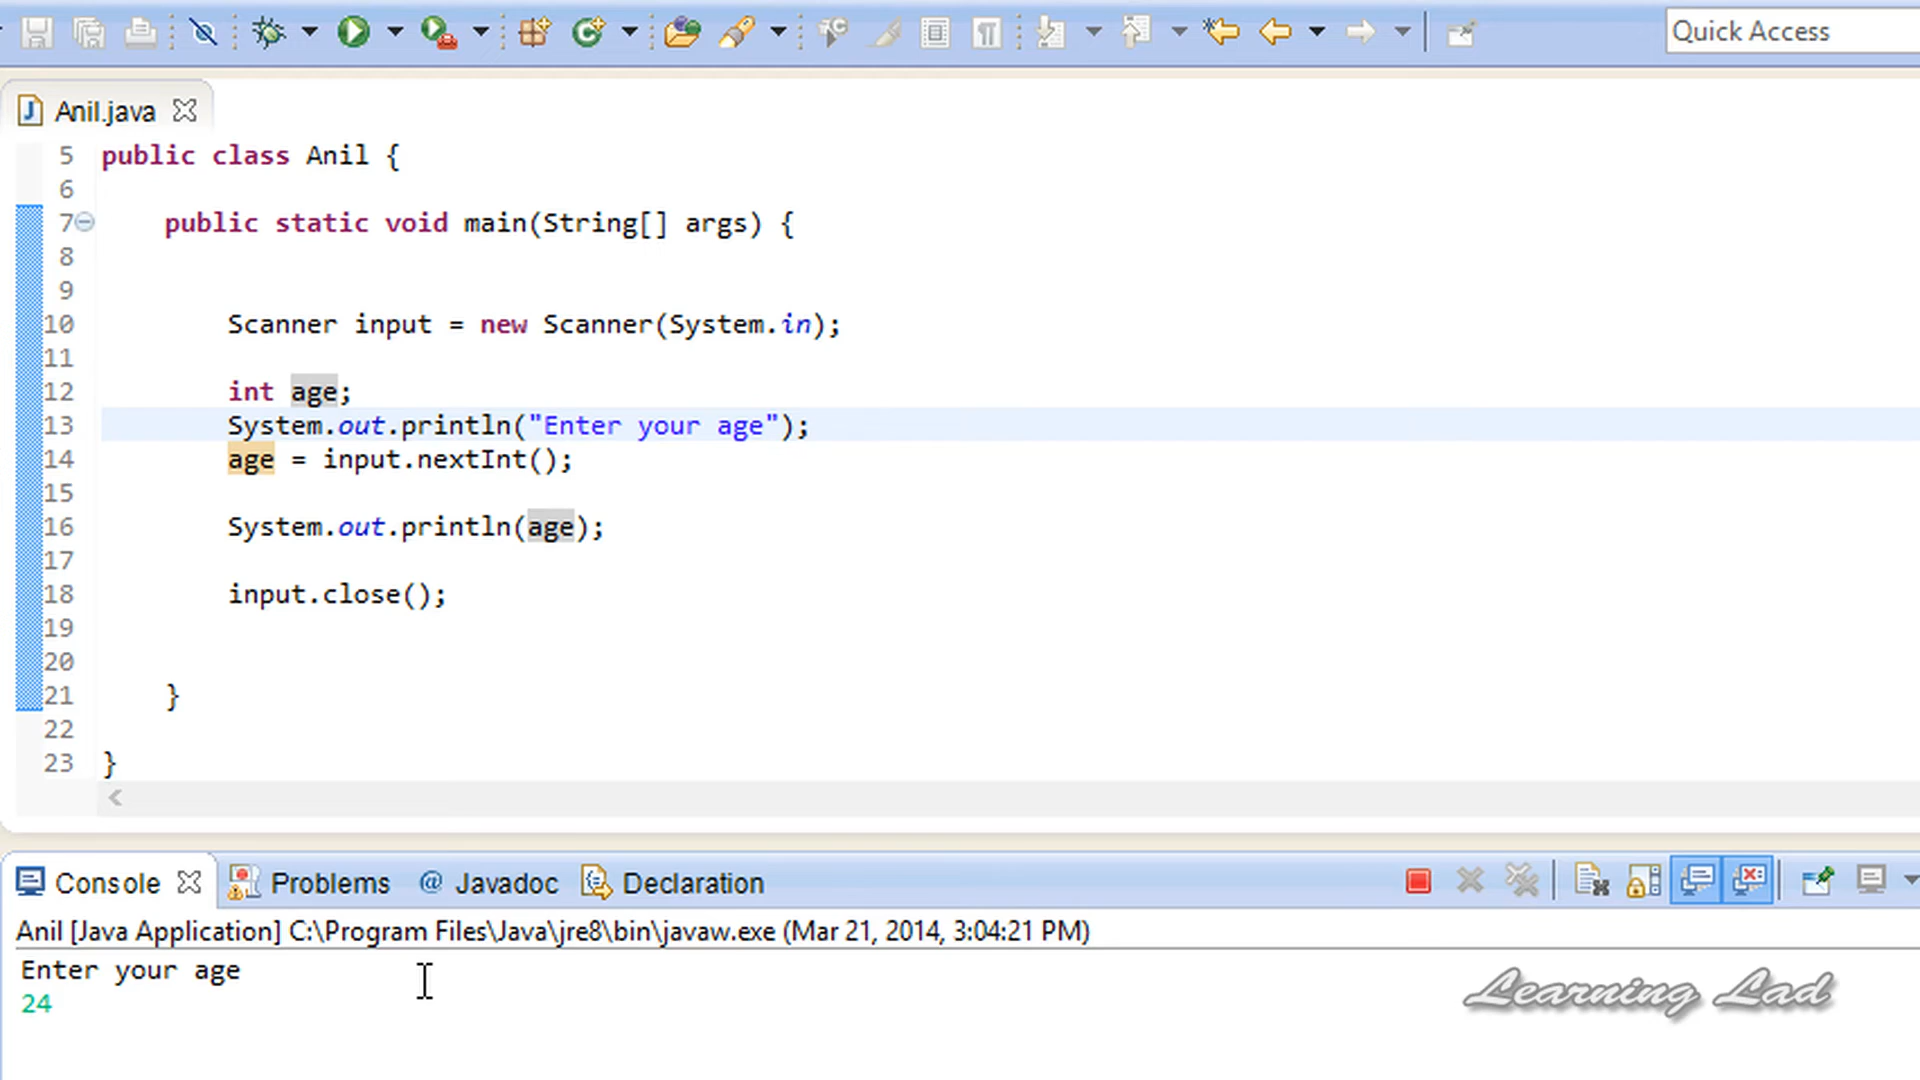 Quick Access
Anil.java
5 public class Anil {
6
7 public static void main(String[] args) {
8
9
10 Scanner input = new Scanner(System.in);
11
12 int age;
13 System.out.println("Enter your age");
14 age = input.nextInt();
15
16 System.out.println(age);
17
18 input.close();
19
20
21 }
22
23 }
Console Problems @ Javadoc Declaration
Anil [Java Application] C:\Program Files\Java\jre8\bin\javaw.exe (Mar 21, 2014, 3:04:21 PM)
Enter your age
24
Learning Lad